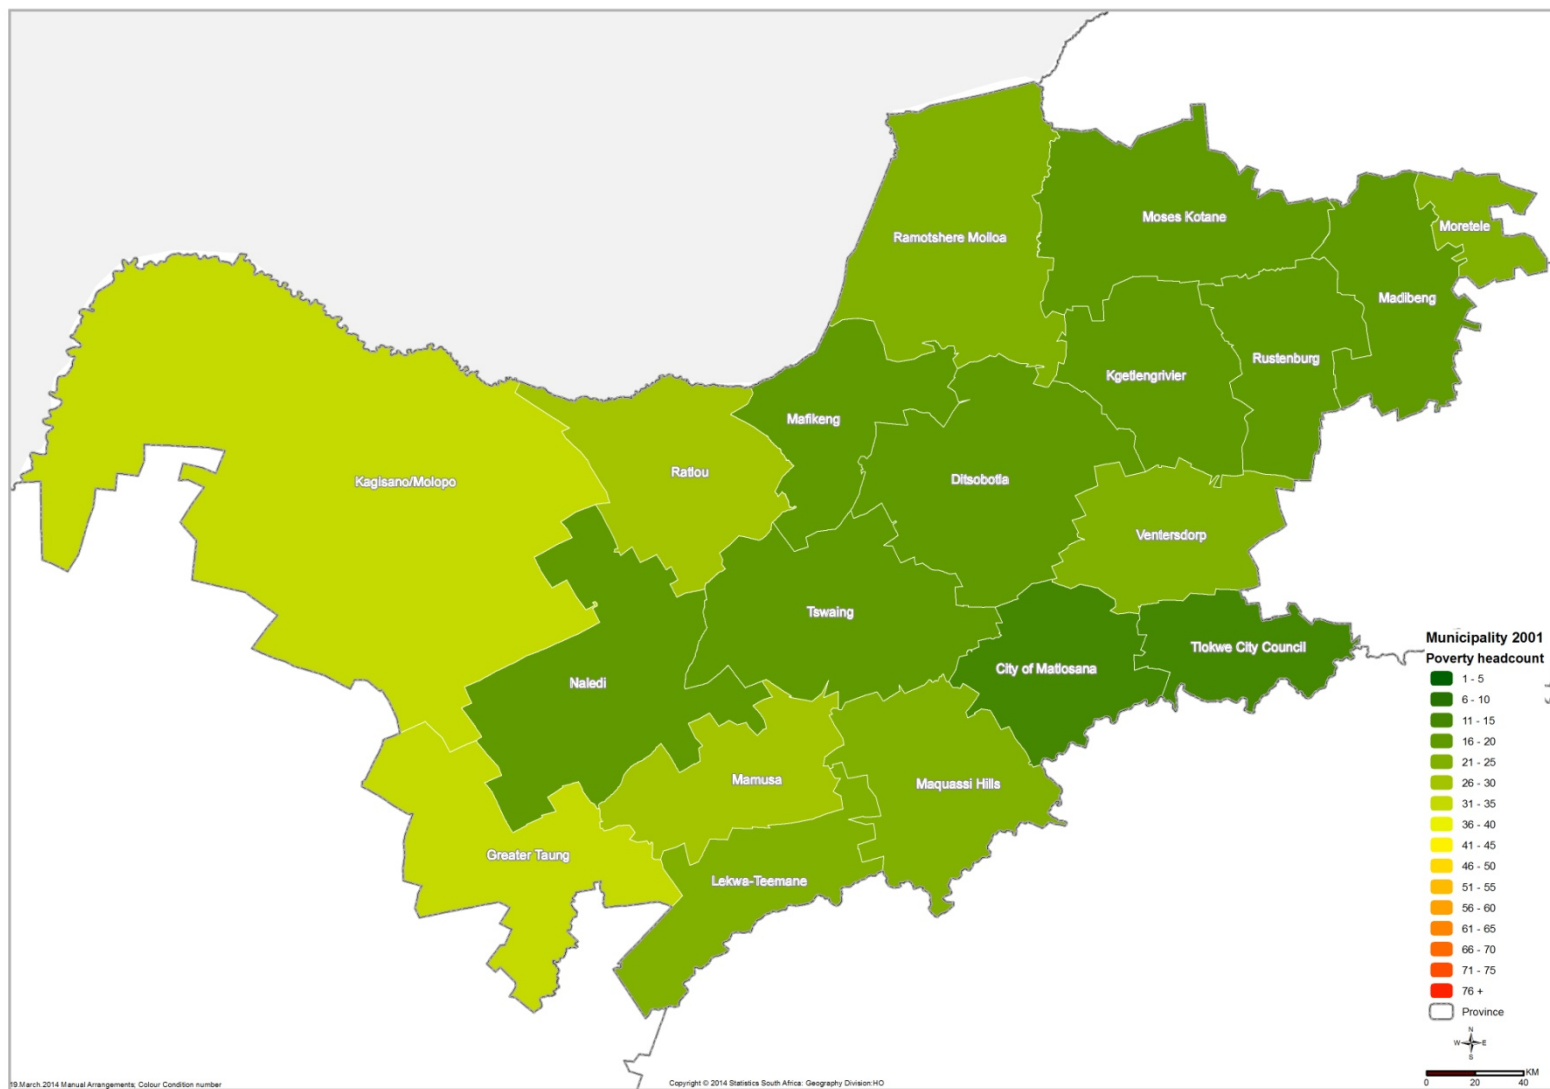 Ramotshere Moiloa
Moses Kotane
Moretele
Madibeng
Rustenburg
Kgetlengrivier
Mafikeng
Ratlou
Kagisano/Molopo
Ditsobotla
Ventersdorp
Tswaing
Tlokwe City Council
City of Matlosana
Naledi
Mamusa
Maquassi Hills
Greater Taung
Lekwa-Teemane
Municipality 2001
Poverty headcount
1 - 5
6 - 10
11 - 15
16 - 20
21 - 25
26 - 30
31 - 35
36 - 40
41 - 45
46 - 50
51 - 55
56 - 60
61 - 65
66 - 70
71 - 75
76 +
Province
N
W E
S
KM
0 20 40
19.March.2014 Manual Arrangements; Colour Condition number
Copyright © 2014 Statistics South Africa: Geography Division:HO